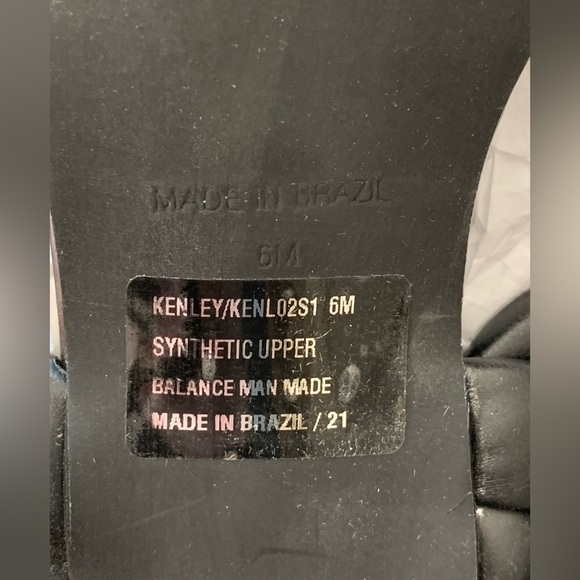 MADE IN BRAZIL
6M
KENLEY/KENL02S1 6M
SYNTHETIC UPPER
BALANCE MAN MADE
MADE IN BRAZIL / 21